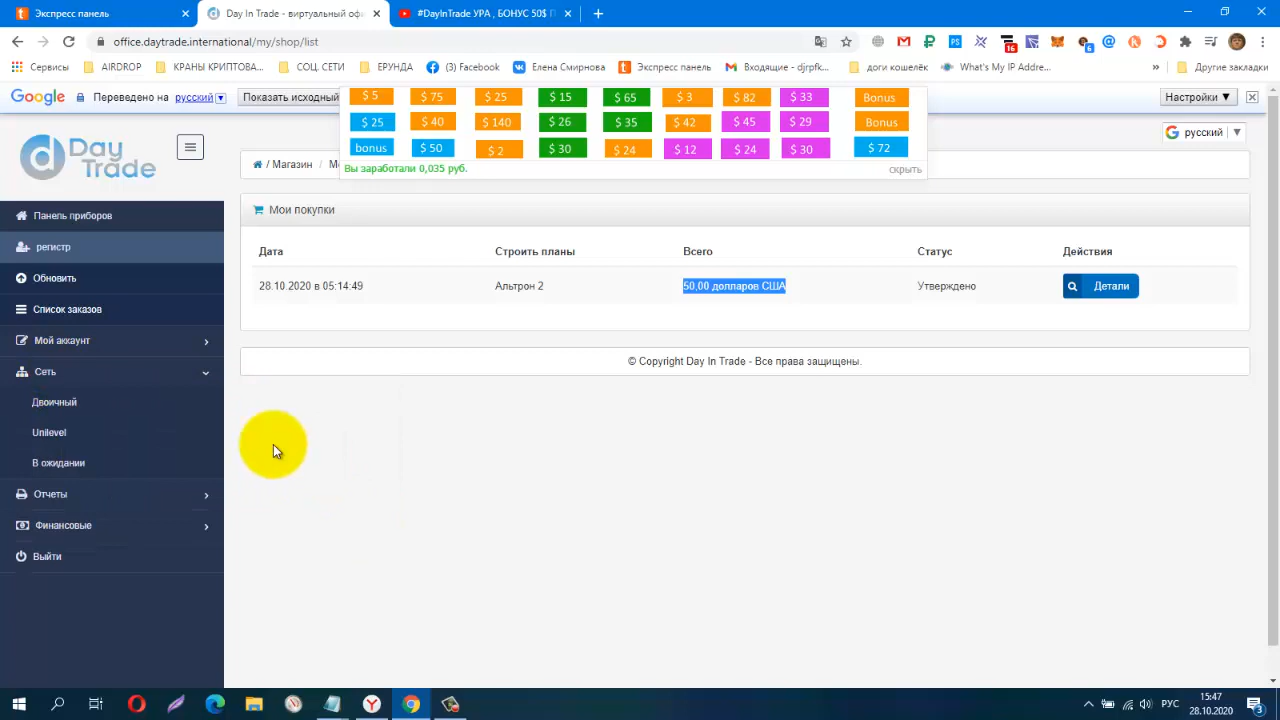 Экспресс панель
Day In Trade - виртуальный офи
#DayInTrade УРА , БОНУС 50$ П
office.daytrade.international/my/shop/list
16
6
Сервисы
AIRDROP
КРАНЫ КРИПТОВА...
СОЦ. СЕТИ
ЕРУНДА
(3) Facebook
Елена Смирнова
Экспресс панель
Входящие - djrpfk...
доги кошелёк
What's My IP Addre...
»
Другие закладки
Google
Переведено на русский
Показать исходный
Настройки ▼
$ 5 $ 75 $ 25 $ 15 $ 65 $ 3 $ 82 $ 33 Bonus
$ 25 $ 40 $ 140 $ 26 $ 35 $ 42 $ 45 $ 29 Bonus
bonus $ 50 $ 2 $ 30 $ 24 $ 12 $ 24 $ 30 $ 72
Вы заработали 0,035 руб.
скрыть
Day
Trade
русский
/ Магазин /
Панель приборов
регистр
Обновить
Список заказов
Мой аккаунт
Сеть
Двоичный
Unilevel
В ожидании
Отчеты
Финансовые
Выйти
Мои покупки
Дата Строить планы Всего Статус Действия
28.10.2020 в 05:14:49 Альтрон 2 50,00 долларов США Утверждено Детали
© Copyright Day In Trade - Все права защищены.
РУС
15:47
28.10.2020
3